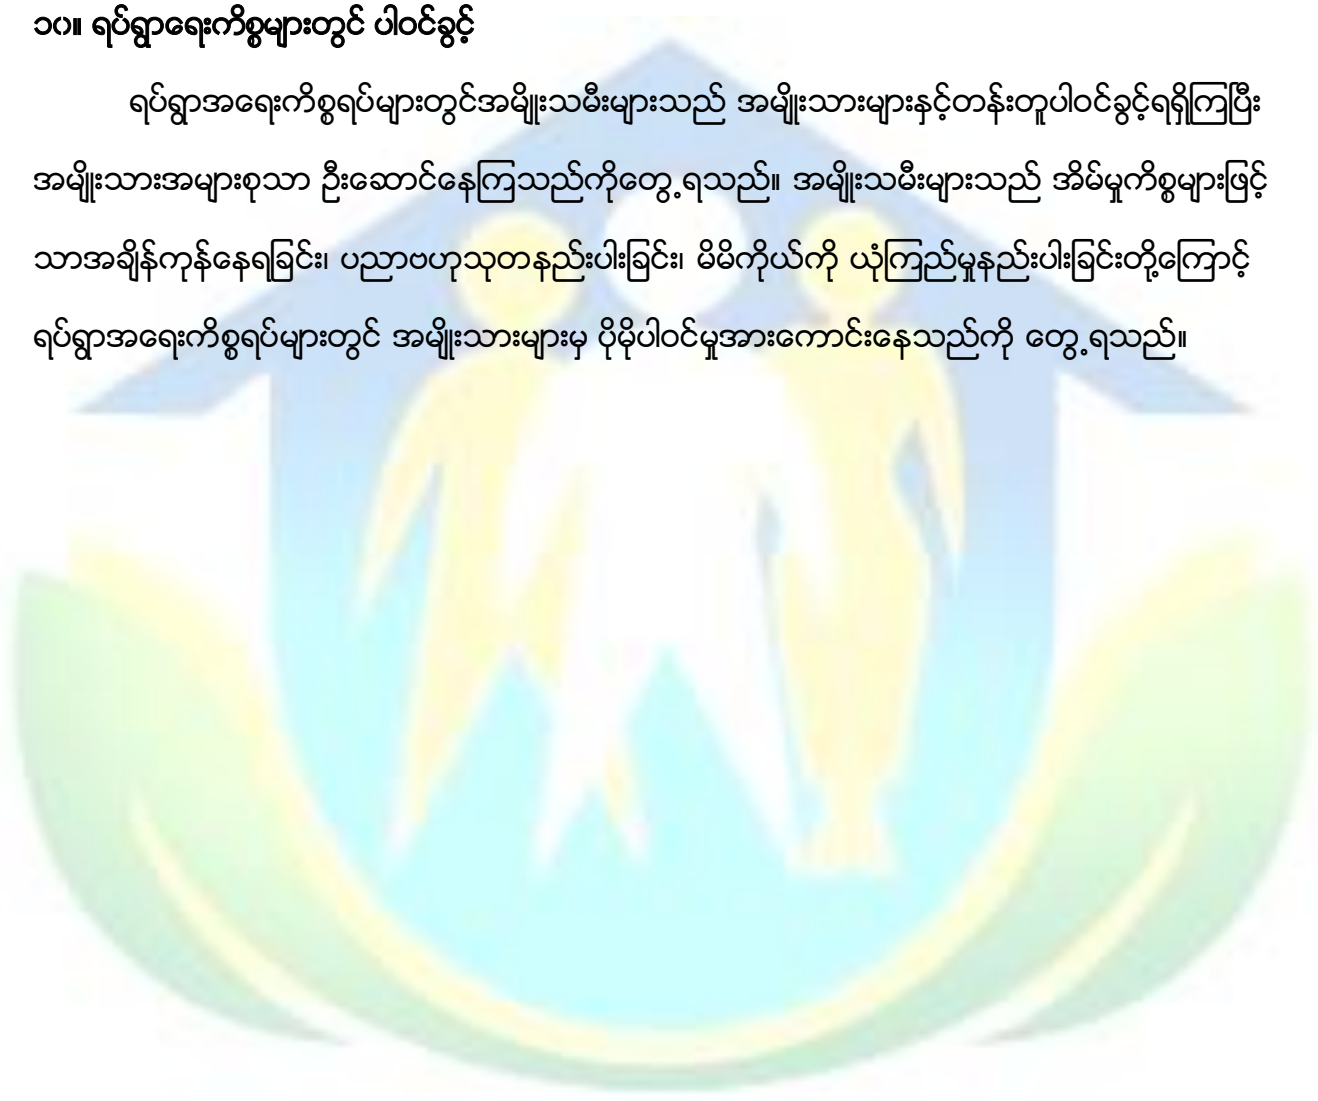 ၁၀။ ရပ်ရွာရေးကိစ္စများတွင် ပါဝင်ခွင့်
ရပ်ရွာအရေးကိစ္စရပ်များတွင်အမျိုးသမီးများသည် အမျိုးသားများနှင့်တန်းတူပါဝင်ခွင့်ရရှိကြပြီး
အမျိုးသားအများစုသာ ဦးဆောင်နေကြသည်ကိုတွေ့ရသည်။ အမျိုးသမီးများသည် အိမ်မှုကိစ္စများဖြင့်
သာအချိန်ကုန်နေရခြင်း၊ ပညာဗဟုသုတနည်းပါးခြင်း၊ မိမိကိုယ်ကို ယုံကြည်မှုနည်းပါးခြင်းတို့ကြောင့်
ရပ်ရွာအရေးကိစ္စရပ်များတွင် အမျိုးသားများမှ ပိုမိုပါဝင်မှုအားကောင်းနေသည်ကို တွေ့ရသည်။